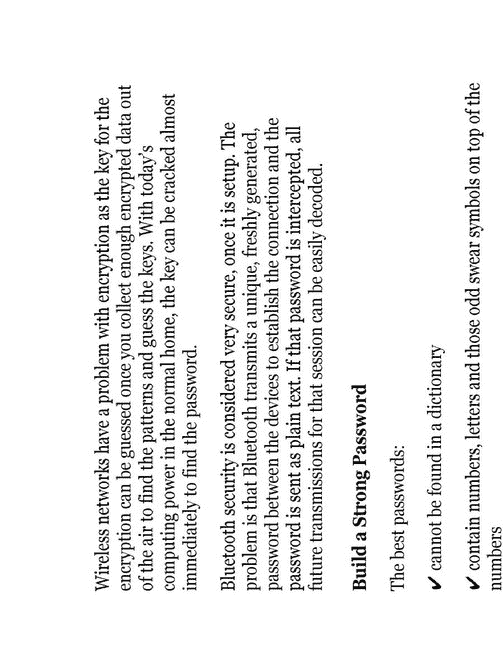 Wireless networks have a problem with encryption as the key for the
encryption can be guessed once you collect enough encrypted data out
of the air to find the patterns and guess the keys. With today's
computing power in the normal home, the key can be cracked almost
immediately to find the password.
Bluetooth security is considered very secure, once it is setup. The
problem is that Bluetooth transmits a unique, freshly generated,
password between the devices to establish the connection and the
password is sent as plain text. If that password is intercepted, all
future transmissions for that session can be easily decoded.
Build a Strong Password
The best passwords:
✔ cannot be found in a dictionary
✔ contain numbers, letters and those odd swear symbols on top of the
numbers